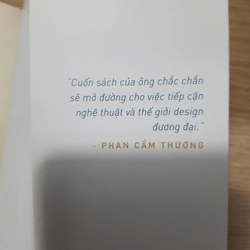 "Cuốn sách của ông chắc chắn
sẽ mở đường cho việc tiếp cận
nghệ thuật và thế giới design
đương đại."
- PHAN CẨM THƯỢNG